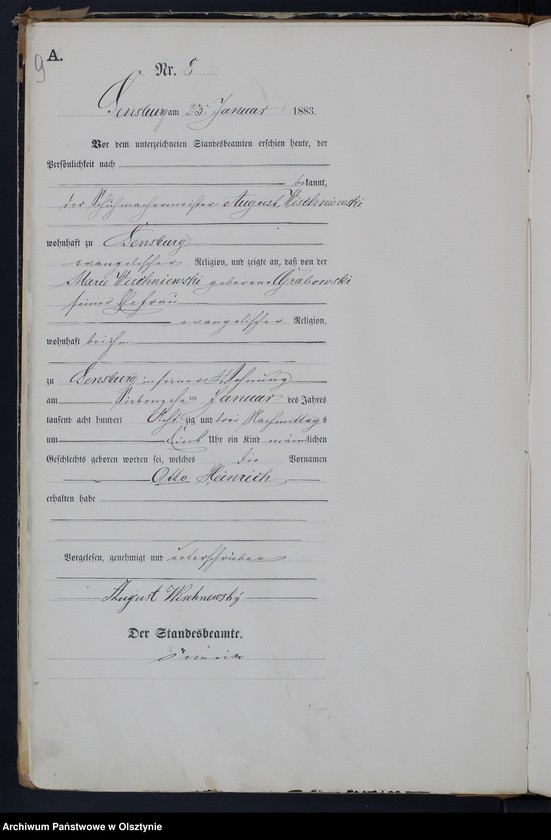 9
A.
Nr. 8
Sensburg am 23. Januar 1883.
Vor dem unterzeichneten Standesbeamten erschien heute, der
Persönlichkeit nach
bekannt,
der Schuhmachermeister August Wischniewski
wohnhaft zu Sensburg
evangelischer Religion, und zeigte an, daß von der
Marie Wischniewski geborene Grabowski
seiner Ehefrau
evangelischer Religion,
wohnhaft bei ihm
zu Sensburg in seiner Wohnung
am siebenzehnten Januar des Jahres
tausend acht hundert Achtzig und drei Nachmittags
um Eins Uhr ein Kind männlichen
Geschlechts geboren worden sei, welches die Vornamen
Otto Heinrich
erhalten habe
Vorgelesen, genehmigt und unterschrieben
August Wischnewsky
Der Standesbeamte.
Archiwum Państwowe w Olsztynie